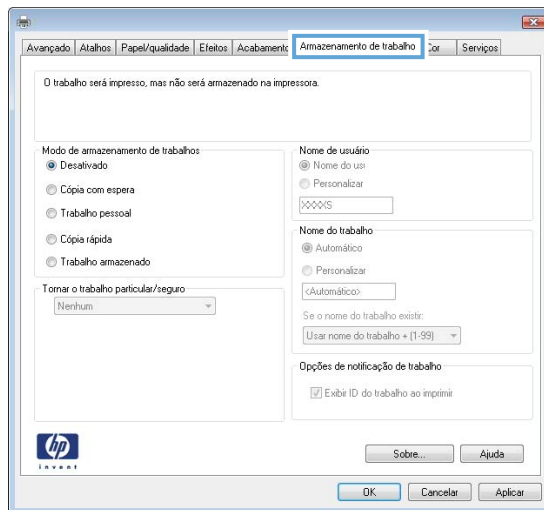 Avançado Atalhos Papel/qualidade Efeitos Acabamento Armazenamento de trabalho Cor Serviços
O trabalho será impresso, mas não será armazenado na impressora.
Modo de armazenamento de trabalhos
Desativado
Cópia com espera
Trabalho pessoal
Cópia rápida
Trabalho armazenado
Tornar o trabalho particular/seguro
Nenhum
Nome de usuário
Nome do usu
Personalizar
XXXXS
Nome do trabalho
Automático
Personalizar
<Automático>
Se o nome do trabalho existir:
Usar nome do trabalho + (1-99)
Opções de notificação de trabalho
Exibir ID do trabalho ao imprimir
hp
invent
Sobre... Ajuda
OK Cancelar Aplicar